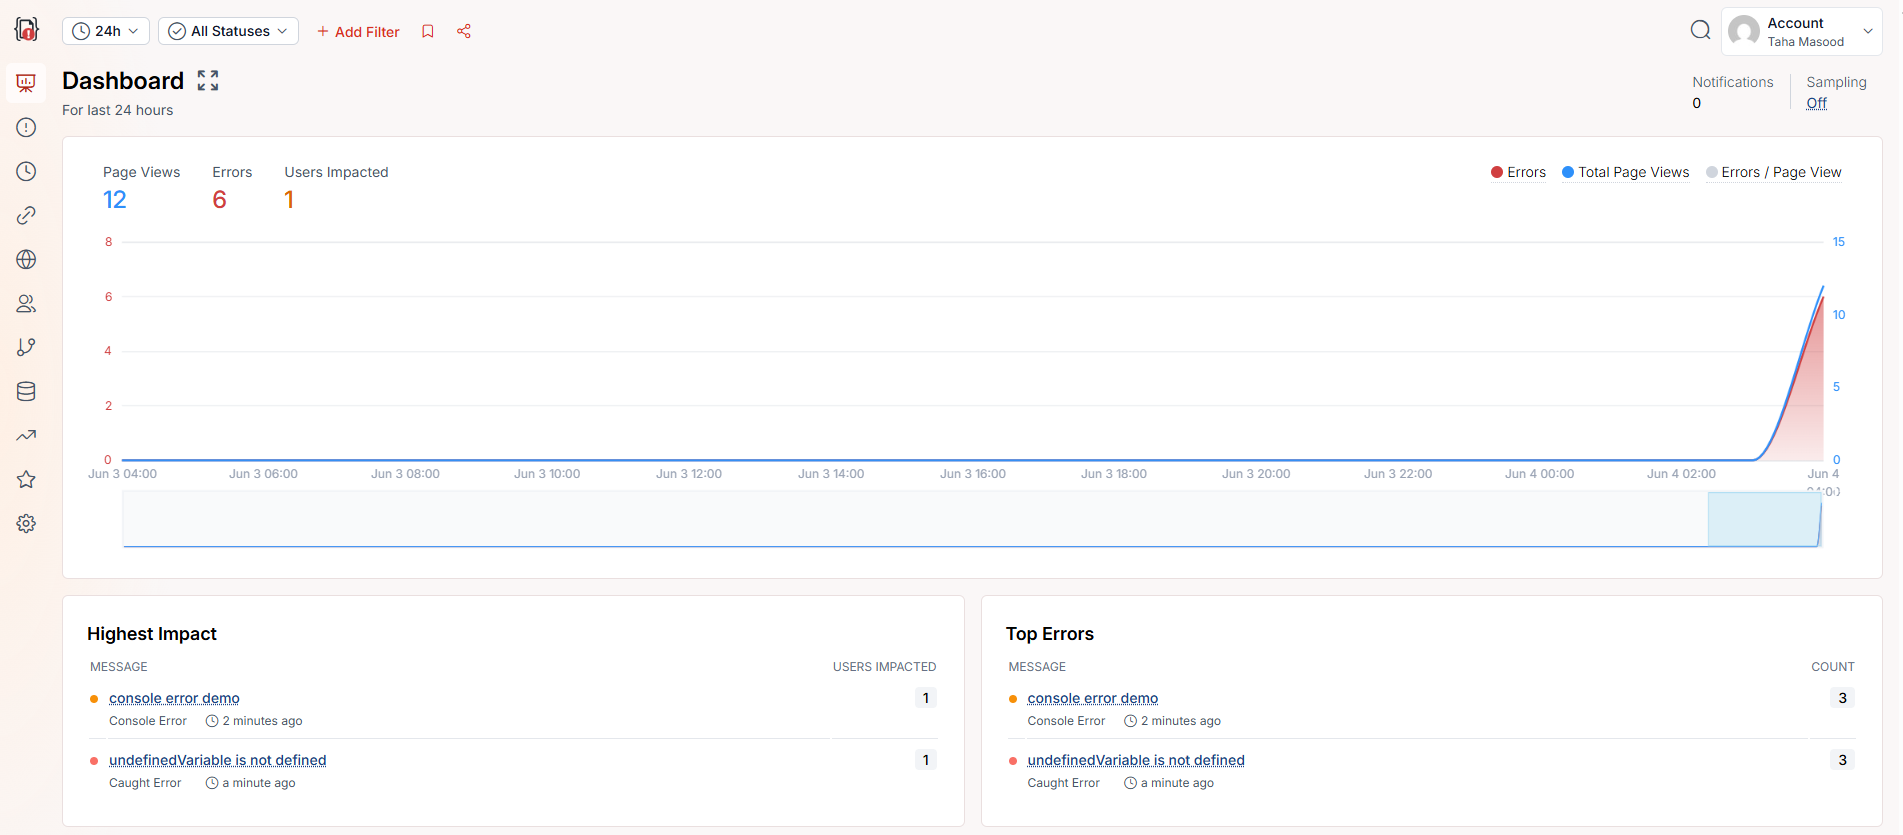 24h
All Statuses
+ Add Filter
Account
Taha Masood
Dashboard
For last 24 hours
Notifications
0
Sampling
Off
Page Views
12
Errors
6
Users Impacted
1
Errors
Total Page Views
Errors / Page View
8
6
4
2
0
15
10
5
0
Jun 3 04:00
Jun 3 06:00
Jun 3 08:00
Jun 3 10:00
Jun 3 12:00
Jun 3 14:00
Jun 3 16:00
Jun 3 18:00
Jun 3 20:00
Jun 3 22:00
Jun 4 00:00
Jun 4 02:00
Jun 4
04:00
Highest Impact
MESSAGE USERS IMPACTED
console error demo 1
Console Error 2 minutes ago
undefinedVariable is not defined 1
Caught Error a minute ago
Top Errors
MESSAGE COUNT
console error demo 3
Console Error 2 minutes ago
undefinedVariable is not defined 3
Caught Error a minute ago